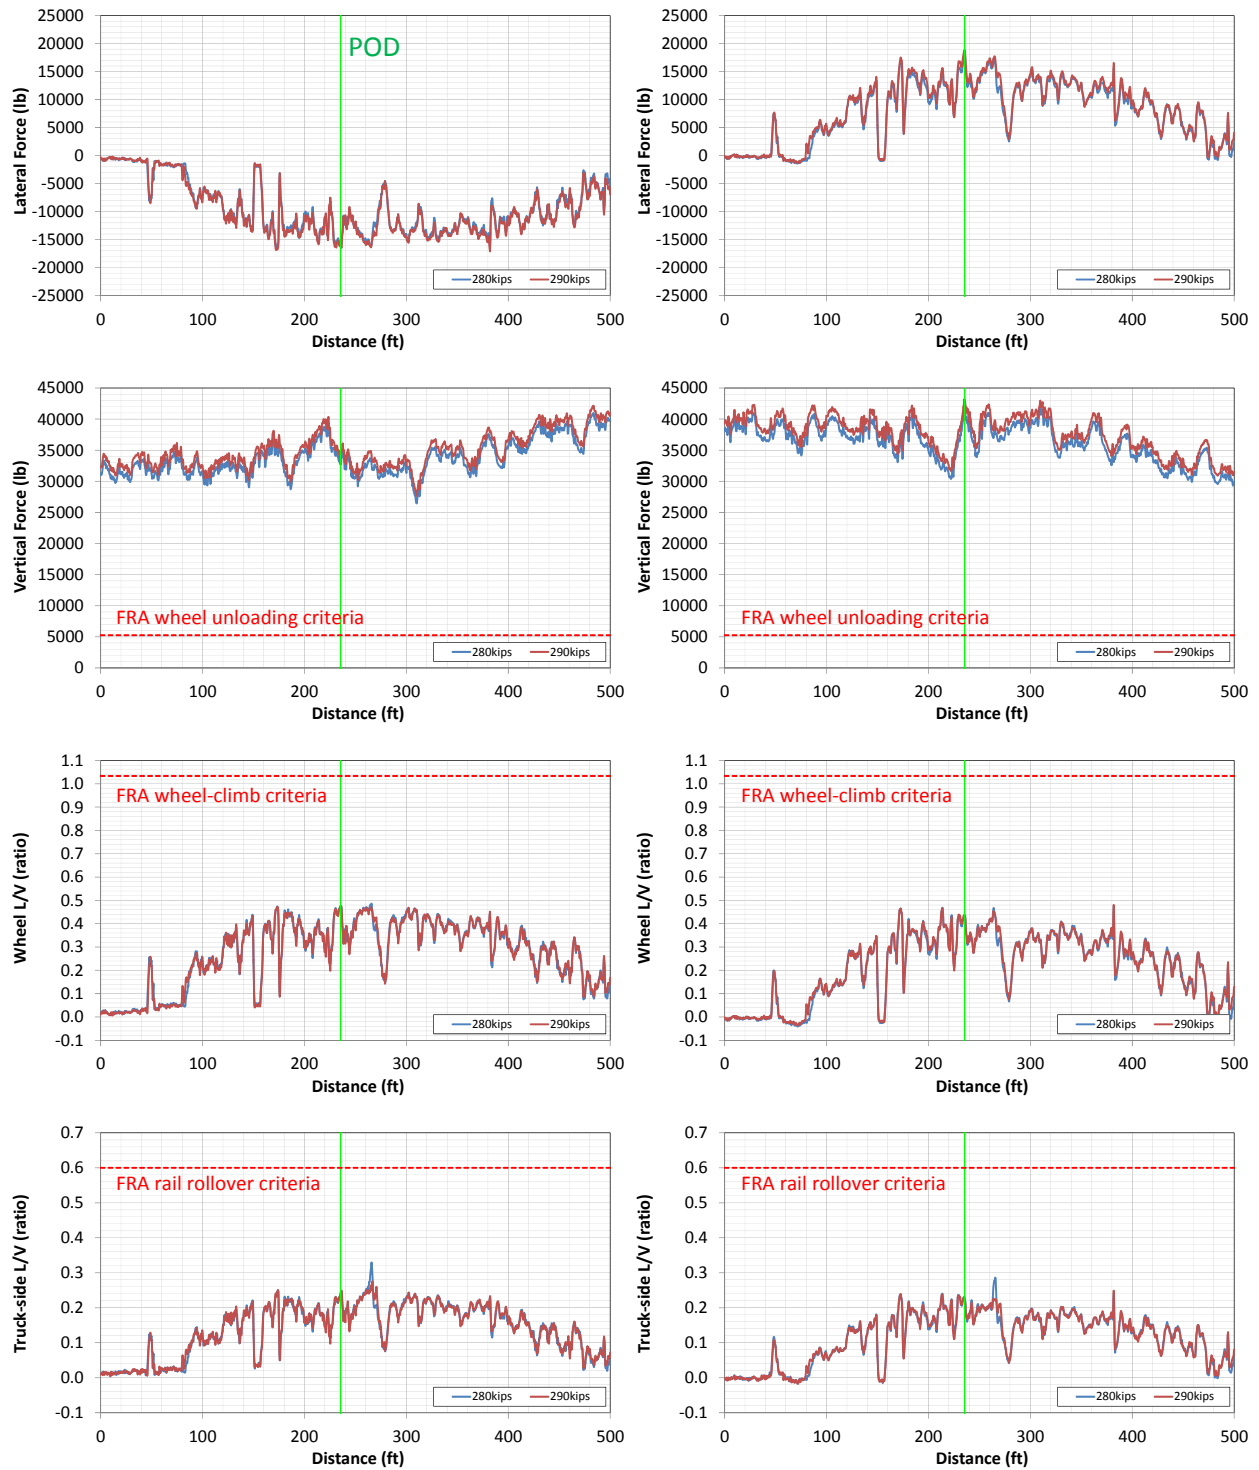 25000
20000
15000
10000
5000
0
-5000
-10000
-15000
-20000
-25000
Lateral Force (lb)
POD
280kips 290kips
0 100 200 300 400 500
Distance (ft)
25000
20000
15000
10000
5000
0
-5000
-10000
-15000
-20000
-25000
Lateral Force (lb)
280kips 290kips
0 100 200 300 400 500
Distance (ft)
45000
40000
35000
30000
25000
20000
15000
10000
5000
0
Vertical Force (lb)
FRA wheel unloading criteria
280kips 290kips
0 100 200 300 400 500
Distance (ft)
45000
40000
35000
30000
25000
20000
15000
10000
5000
0
Vertical Force (lb)
FRA wheel unloading criteria
280kips 290kips
0 100 200 300 400 500
Distance (ft)
1.1
1.0
0.9
0.8
0.7
0.6
0.5
0.4
0.3
0.2
0.1
0.0
-0.1
Wheel L/V (ratio)
FRA wheel-climb criteria
280kips 290kips
0 100 200 300 400 500
Distance (ft)
1.1
1.0
0.9
0.8
0.7
0.6
0.5
0.4
0.3
0.2
0.1
0.0
-0.1
Wheel L/V (ratio)
FRA wheel-climb criteria
280kips 290kips
0 100 200 300 400 500
Distance (ft)
0.7
0.6
0.5
0.4
0.3
0.2
0.1
0.0
-0.1
Truck-side L/V (ratio)
FRA rail rollover criteria
280kips 290kips
0 100 200 300 400 500
Distance (ft)
0.7
0.6
0.5
0.4
0.3
0.2
0.1
0.0
-0.1
Truck-side L/V (ratio)
FRA rail rollover criteria
280kips 290kips
0 100 200 300 400 500
Distance (ft)